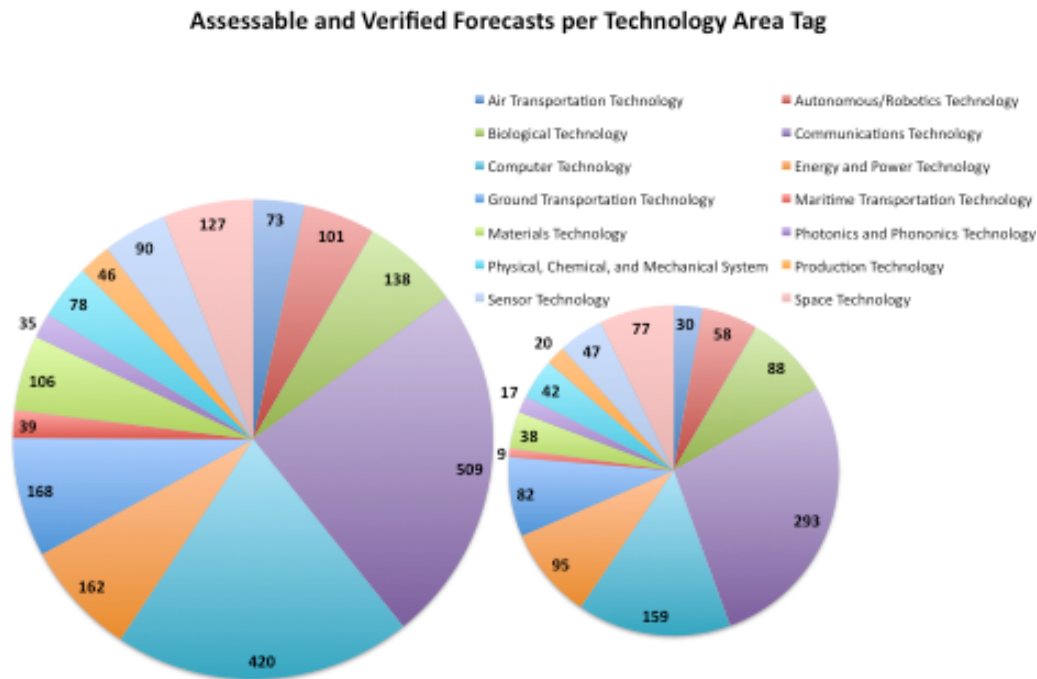 Assessable and Verified Forecasts per Technology Area Tag
Air Transportation Technology
Autonomous/Robotics Technology
Biological Technology
Communications Technology
Computer Technology
Energy and Power Technology
Ground Transportation Technology
Maritime Transportation Technology
Materials Technology
Photonics and Phononics Technology
Physical, Chemical, and Mechanical System
Production Technology
Sensor Technology
Space Technology
73
101
138
509
420
162
168
39
106
35
78
46
90
127
30
58
88
293
159
95
82
9
38
17
42
20
47
77